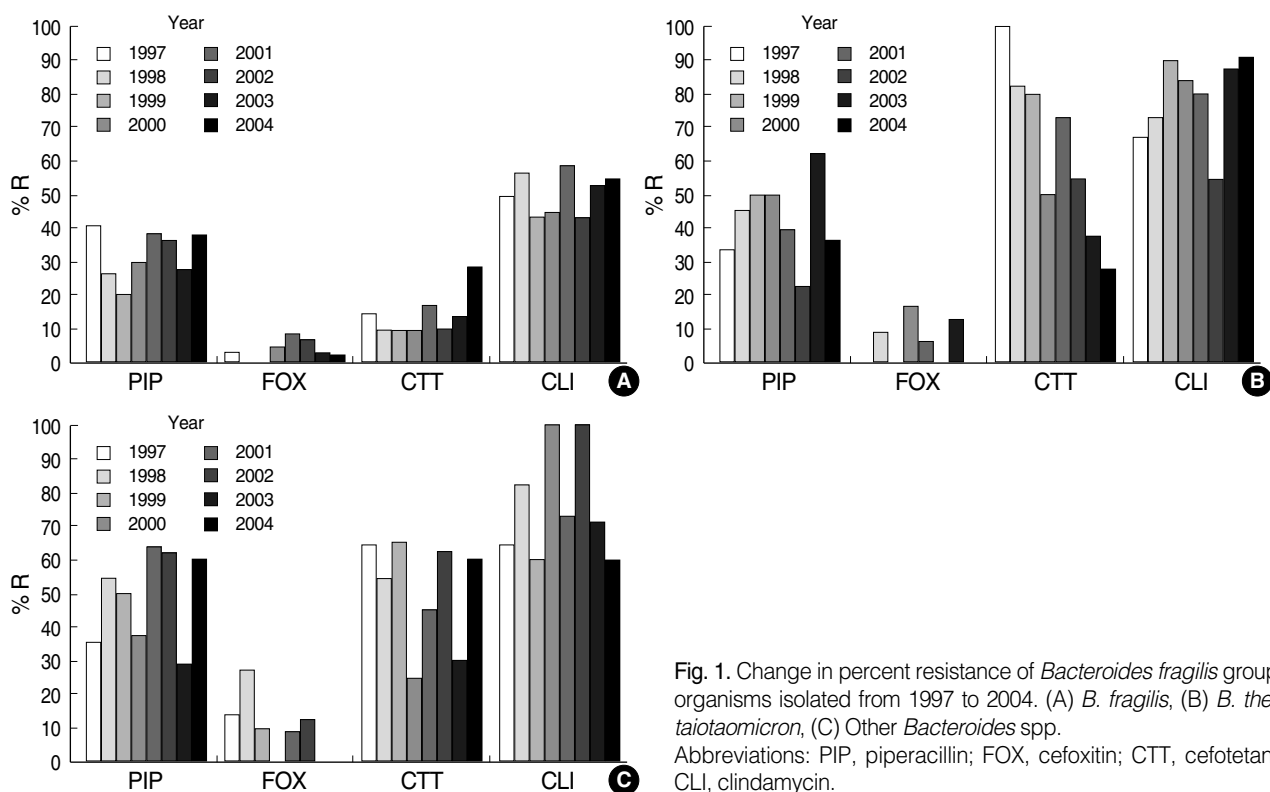 Year
100
90
80
70
60
50
40
30
20
10
0
% R
1997
1998
1999
2000
2001
2002
2003
2004
PIP
FOX
CTT
CLI
A
Year
100
90
80
70
60
50
40
30
20
10
0
% R
1997
1998
1999
2000
2001
2002
2003
2004
PIP
FOX
CTT
CLI
B
Year
100
90
80
70
60
50
40
30
20
10
0
% R
1997
1998
1999
2000
2001
2002
2003
2004
PIP
FOX
CTT
CLI
C
Fig. 1. Change in percent resistance of Bacteroides fragilis group
organisms isolated from 1997 to 2004. (A) B. fragilis, (B) B. the
taiotaomicron, (C) Other Bacteroides spp.
Abbreviations: PIP, piperacillin; FOX, cefoxitin; CTT, cefotetan
CLI, clindamycin.